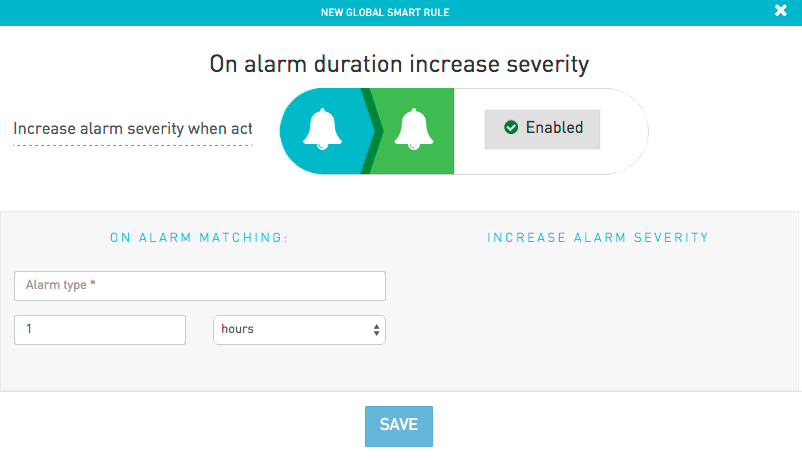 NEW GLOBAL SMART RULE
On alarm duration increase severity
Increase alarm severity when act
Enabled
ON ALARM MATCHING:
INCREASE ALARM SEVERITY
Alarm type *
1
hours
SAVE